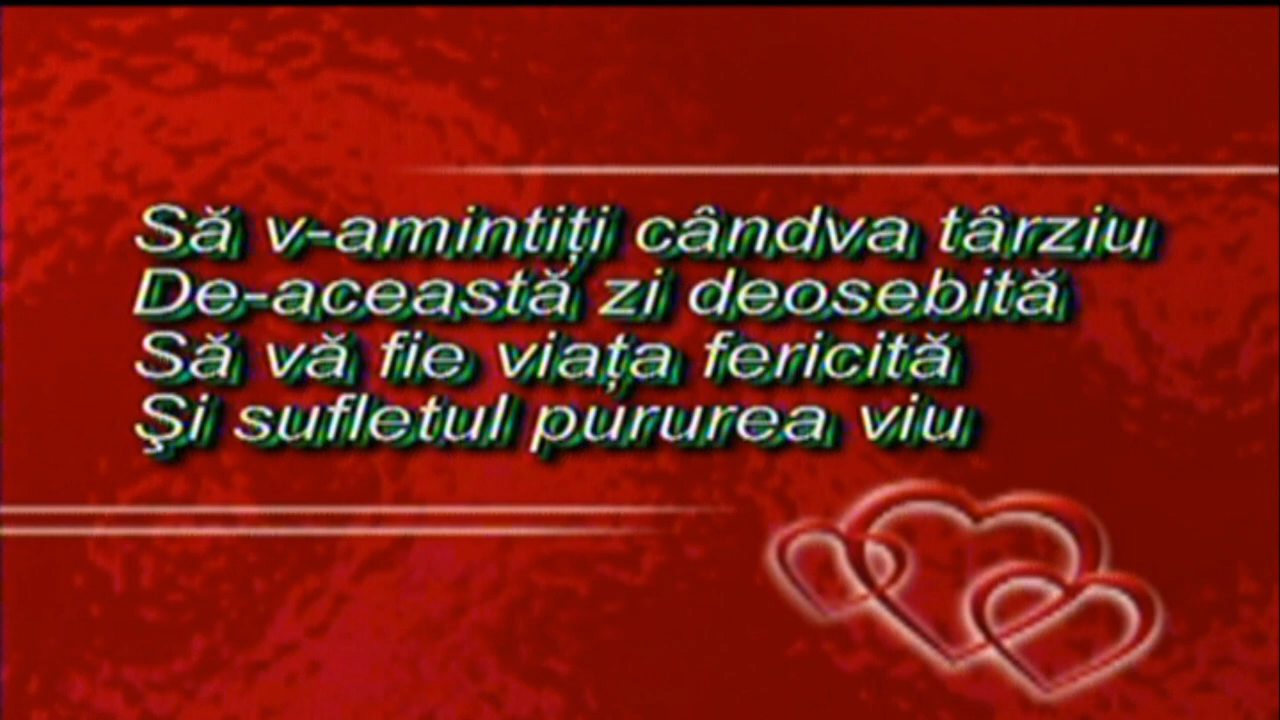 Să v-amintiți cândva târziu
De-această zi deosebită
Să vă fie viața fericită
Şi sufletul pururea viu